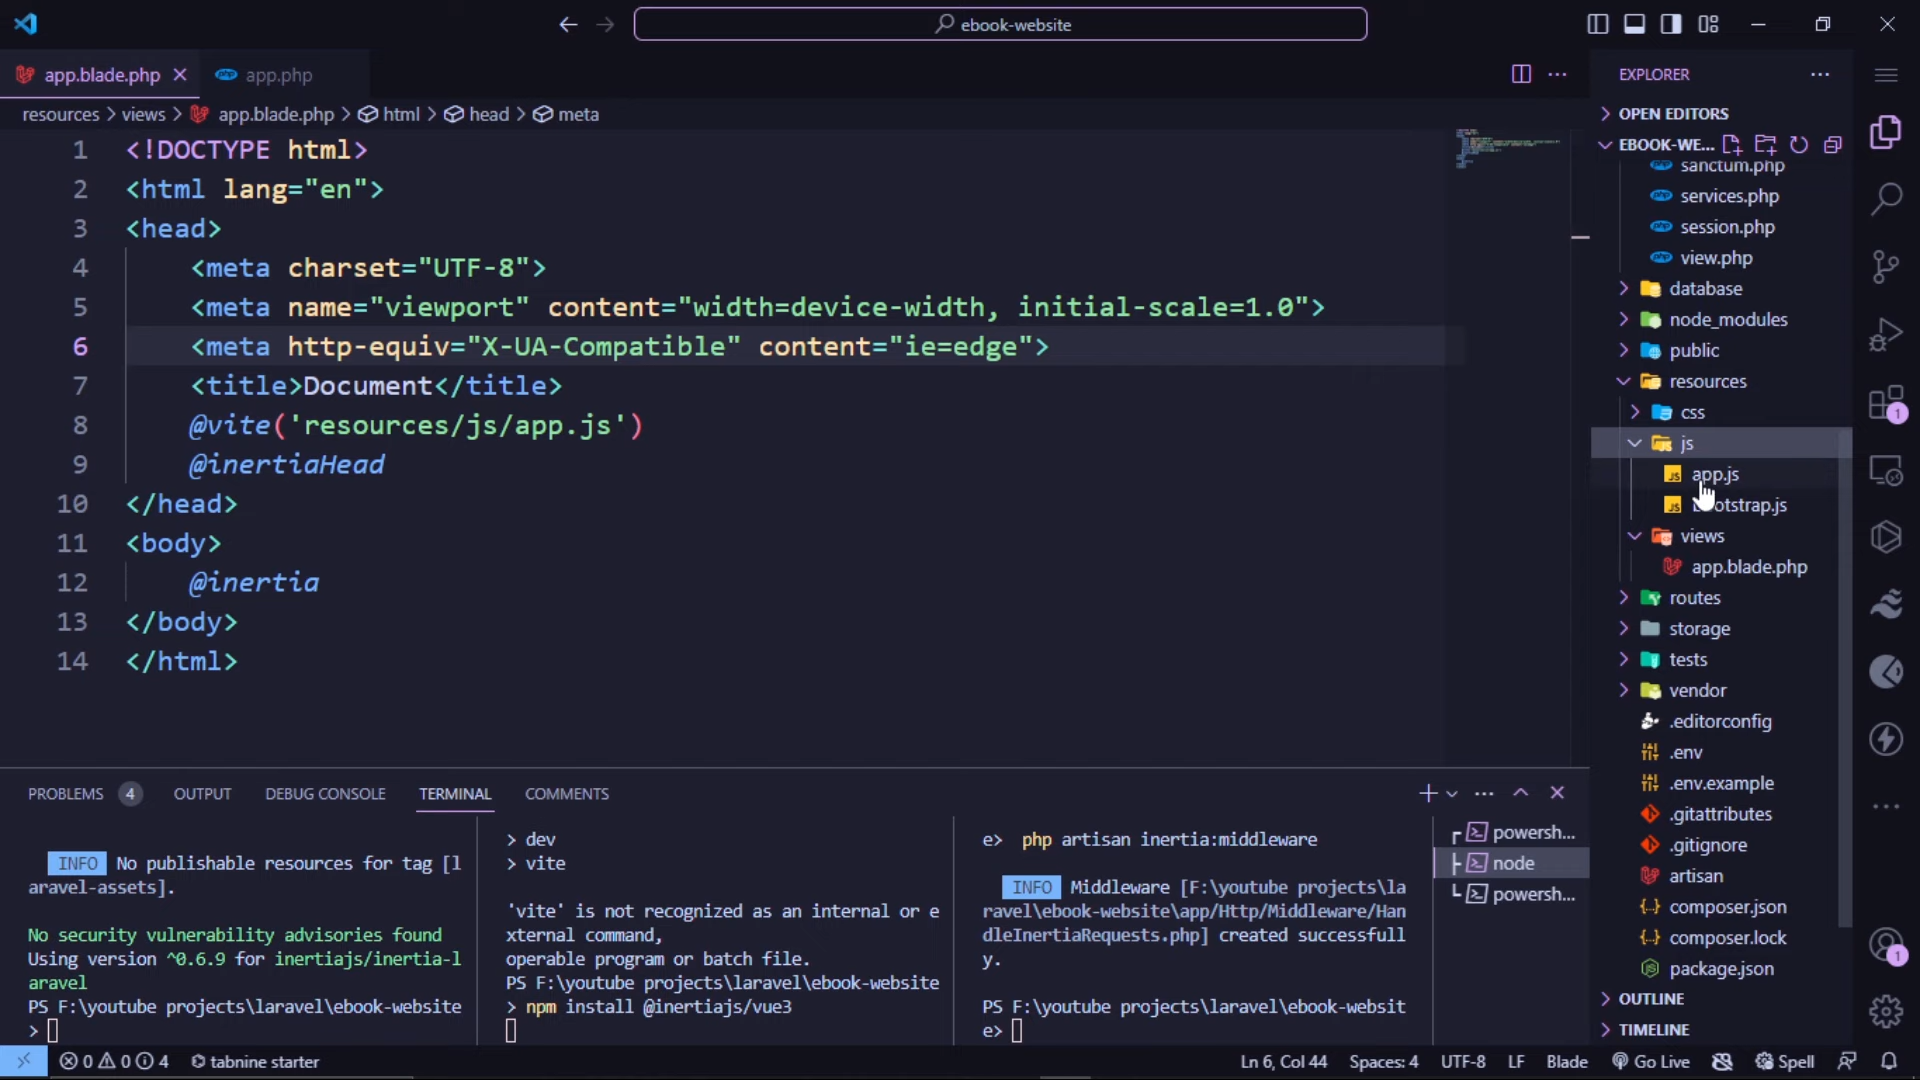 ebook-website
app.blade.php
app.php
resources > views > app.blade.php > html > head > meta
1 <!DOCTYPE html>
2 <html lang="en">
3 <head>
4 <meta charset="UTF-8">
5 <meta name="viewport" content="width=device-width, initial-scale=1.0">
6 <meta http-equiv="X-UA-Compatible" content="ie=edge">
7 <title>Document</title>
8 @vite('resources/js/app.js')
9 @inertiaHead
10 </head>
11 <body>
12 @inertia
13 </body>
14 </html>
PROBLEMS 4 OUTPUT DEBUG CONSOLE TERMINAL COMMENTS
INFO No publishable resources for tag [l
aravel-assets].
No security vulnerability advisories found
Using version ^0.6.9 for inertiajs/inertia-l
aravel
PS F:\youtube projects\laravel\ebook-website
>
> dev
> vite
'vite' is not recognized as an internal or e
xternal command,
operable program or batch file.
PS F:\youtube projects\laravel\ebook-website
> npm install @inertiajs/vue3
e> php artisan inertia:middleware
INFO Middleware [F:\youtube projects\la
ravel\ebook-website\app/Http/Middleware/Han
dleInertiaRequests.php] created successfull
y.
PS F:\youtube projects\laravel\ebook-websit
e>
powersh...
node
powersh...
EXPLORER
OPEN EDITORS
EBOOK-WE...
sanctum.php
services.php
session.php
view.php
database
node_modules
public
resources
css
js
app.js
bootstrap.js
views
app.blade.php
routes
storage
tests
vendor
.editorconfig
.env
.env.example
.gitattributes
.gitignore
artisan
composer.json
composer.lock
package.json
OUTLINE
TIMELINE
1
1
0 0 4 tabnine starter
Ln 6, Col 44 Spaces: 4 UTF-8 LF Blade Go Live Spell